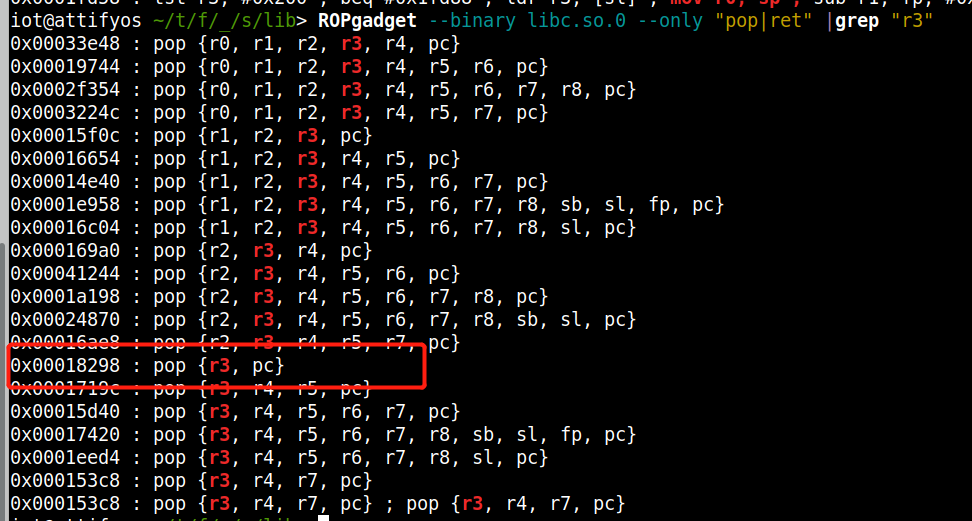 iot@attifyos ~/t/f/_/s/lib> ROPgadget --binary libc.so.0 --only "pop|ret" |grep "r3"
0x00033e48 : pop {r0, r1, r2, r3, r4, pc}
0x00019744 : pop {r0, r1, r2, r3, r4, r5, r6, pc}
0x0002f354 : pop {r0, r1, r2, r3, r4, r5, r6, r7, r8, pc}
0x0003224c : pop {r0, r1, r2, r3, r4, r5, r7, pc}
0x00015f0c : pop {r1, r2, r3, pc}
0x00016654 : pop {r1, r2, r3, r4, r5, pc}
0x00014e40 : pop {r1, r2, r3, r4, r5, r6, r7, pc}
0x0001e958 : pop {r1, r2, r3, r4, r5, r6, r7, r8, sb, sl, fp, pc}
0x00016c04 : pop {r1, r2, r3, r4, r5, r6, r7, r8, sl, pc}
0x000169a0 : pop {r2, r3, r4, pc}
0x00041244 : pop {r2, r3, r4, r5, r6, pc}
0x0001a198 : pop {r2, r3, r4, r5, r6, r7, r8, pc}
0x00024870 : pop {r2, r3, r4, r5, r6, r7, r8, sb, sl, pc}
0x00016ae8 : pop {r2, r3, r4, r5, r7, pc}
0x00018298 : pop {r3, pc}
0x0001719c : pop {r3, r4, r5, pc}
0x00015d40 : pop {r3, r4, r5, r6, r7, pc}
0x00017420 : pop {r3, r4, r5, r6, r7, r8, sb, sl, fp, pc}
0x0001eed4 : pop {r3, r4, r5, r6, r7, r8, sl, pc}
0x000153c8 : pop {r3, r4, r7, pc}
0x000153c8 : pop {r3, r4, r7, pc} ; pop {r3, r4, r7, pc}